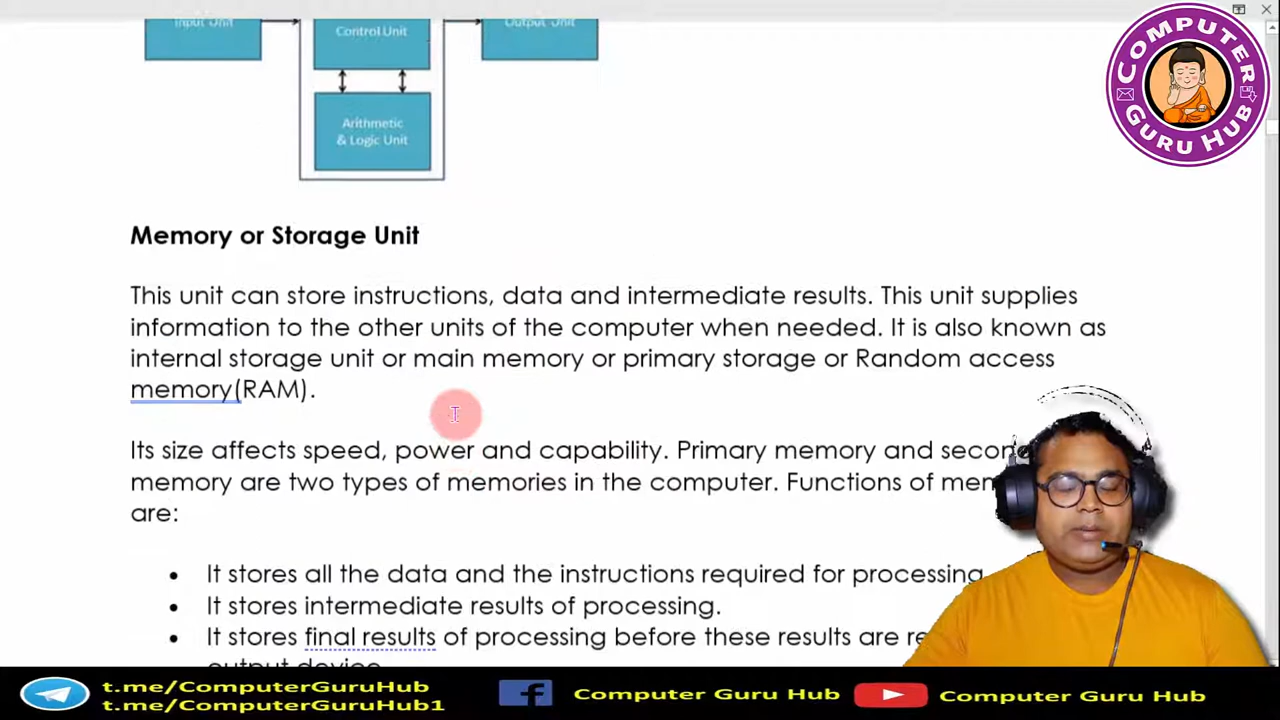 Input Unit
Control Unit
Output Unit
Arithmetic
& Logic Unit
COMPUTER
GURU HUB
Memory or Storage Unit
This unit can store instructions, data and intermediate results. This unit supplies
information to the other units of the computer when needed. It is also known as
internal storage unit or main memory or primary storage or Random access
memory(RAM).
Its size affects speed, power and capability. Primary memory and
memory are two types of memories in the computer. Functions of
are:
• It stores all the data and the instructions required for processing
• It stores intermediate results of processing.
• It stores final results of processing before these results are
output device
t.me/ComputerGuruHub
t.me/ComputerGuruHub1
Computer Guru Hub
Computer Guru Hub